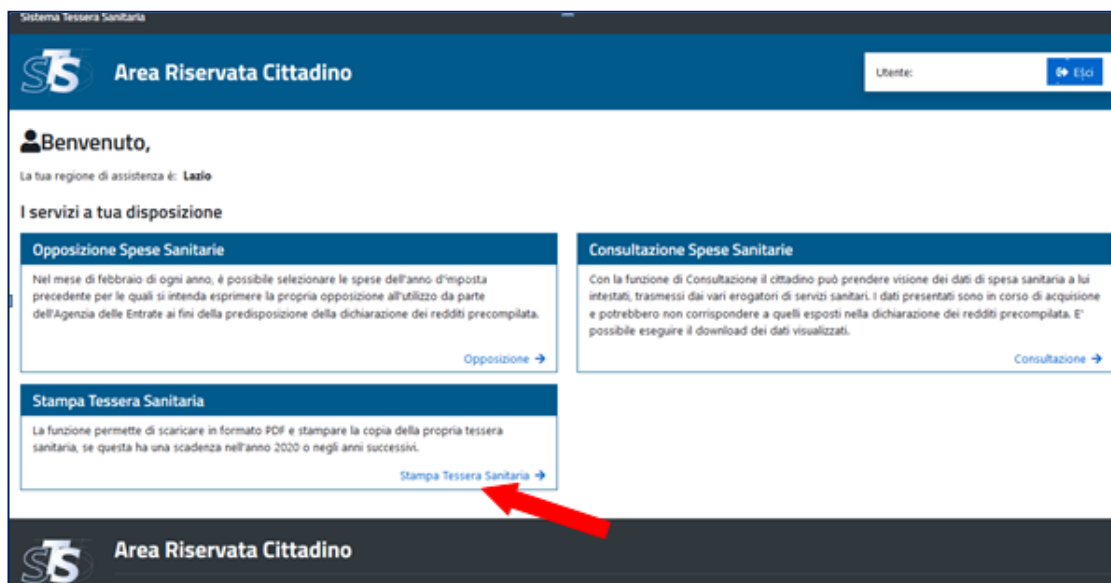 Sistema Tessera Sanitaria
STS
Area Riservata Cittadino
Utente:
Esci
Benvenuto,
La tua regione di assistenza è: Lazio
I servizi a tua disposizione
Opposizione Spese Sanitarie
Nel mese di febbraio di ogni anno, è possibile selezionare le spese dell'anno d'imposta
precedente per le quali si intenda esprimere la propria opposizione all'utilizzo da parte
dell'Agenzia delle Entrate ai fini della predisposizione della dichiarazione dei redditi precompilata.
Opposizione →
Consultazione Spese Sanitarie
Con la funzione di Consultazione il cittadino può prendere visione dei dati di spesa sanitaria a lui
intestati, trasmessi dai vari erogatori di servizi sanitari. I dati presentati sono in corso di acquisizione
e potrebbero non corrispondere a quelli esposti nella dichiarazione dei redditi precompilata. E'
possibile eseguire il download dei dati visualizzati.
Consultazione →
Stampa Tessera Sanitaria
La funzione permette di scaricare in formato PDF e stampare la copia della propria tessera
sanitaria, se questa ha una scadenza nell'anno 2020 o negli anni successivi.
Stampa Tessera Sanitaria →
STS
Area Riservata Cittadino